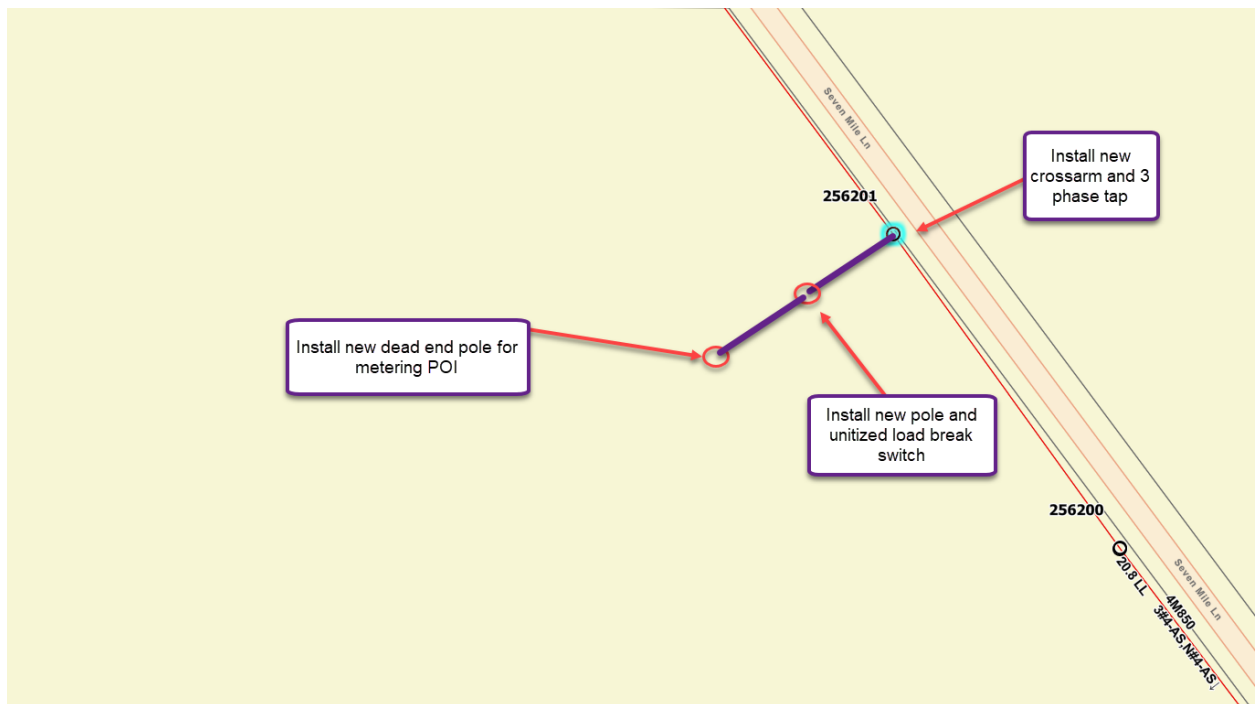 Seven Mile Ln
Install new
crossarm and 3
phase tap
256201
Install new dead end pole for
metering POI
Install new pole and
unitized load break
switch
256200
20.8 LL
Seven Mile Ln
4M850
3#4-AS,N#4-AS